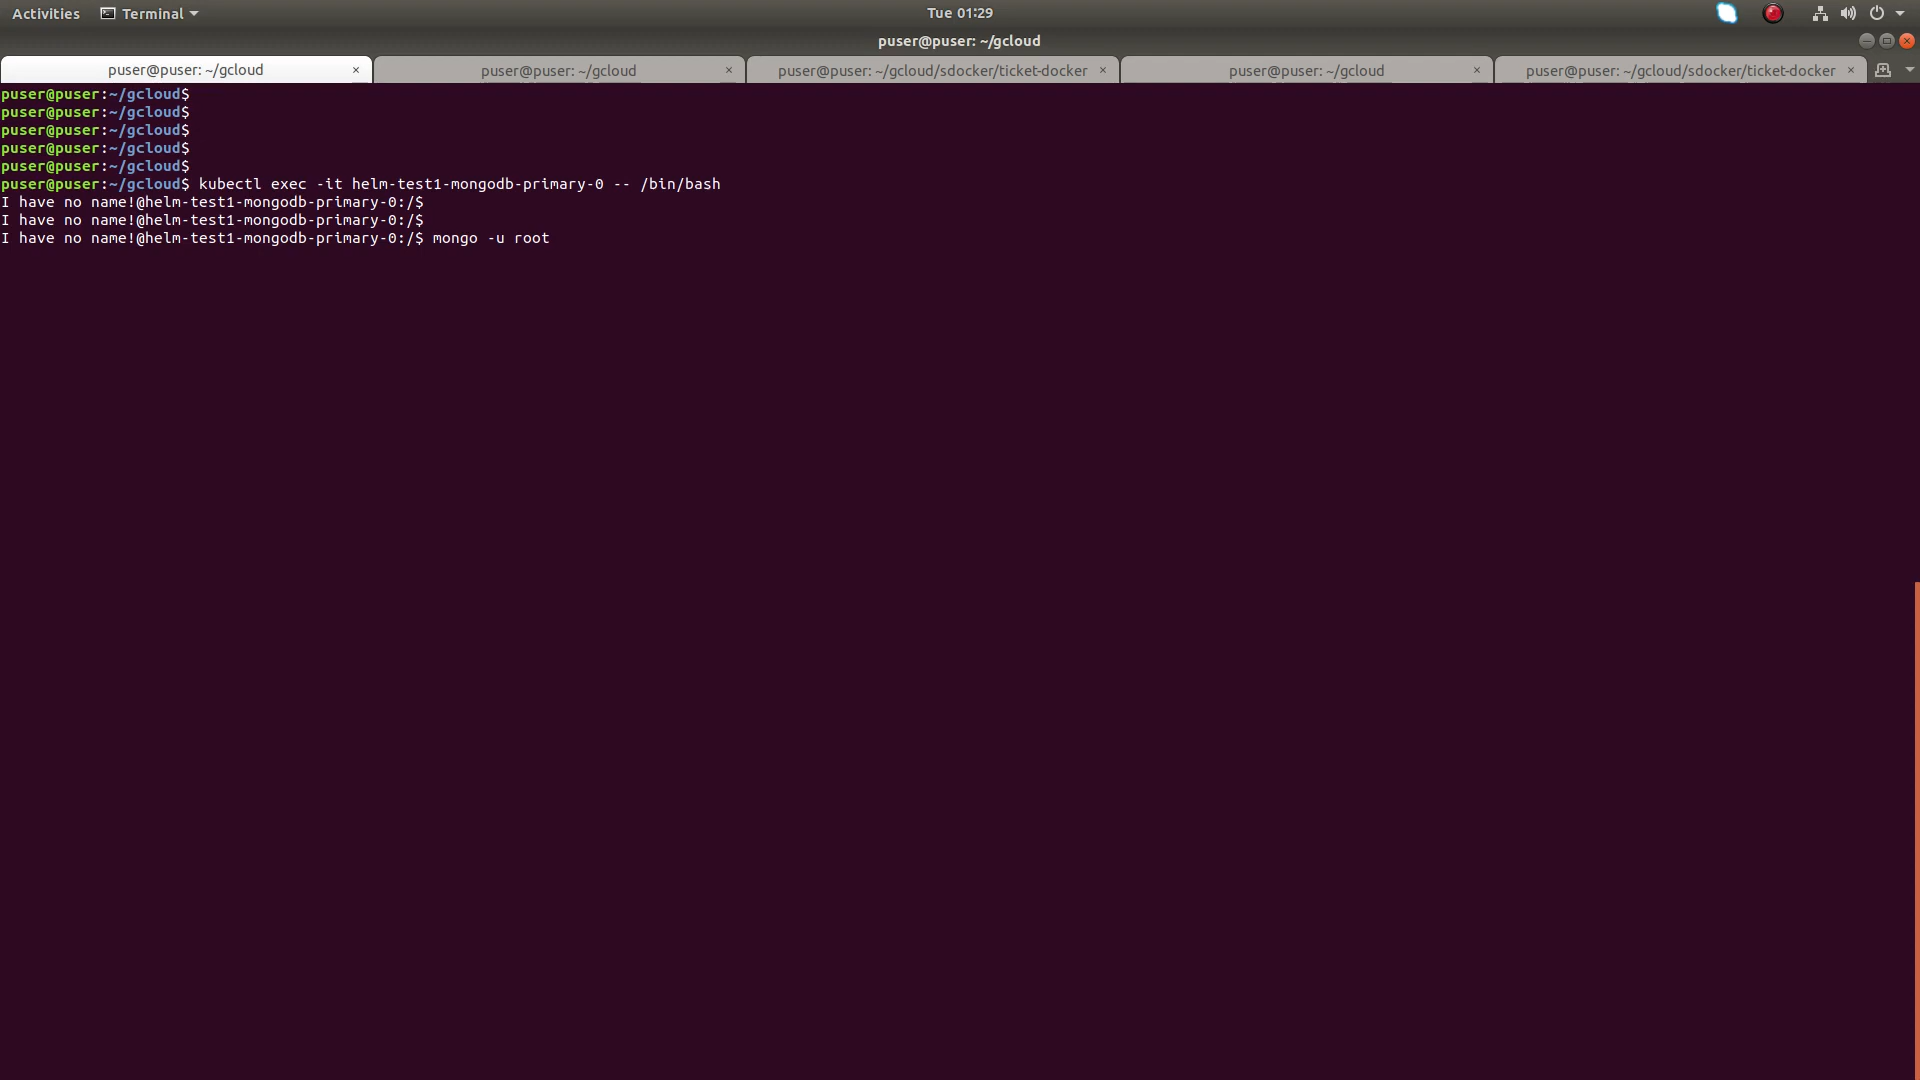 Activities Terminal Tue 01:29
puser@puser: ~/gcloud
puser@puser: ~/gcloud × puser@puser: ~/gcloud × puser@puser: ~/gcloud/sdocker/ticket-docker × puser@puser: ~/gcloud × puser@puser: ~/gcloud/sdocker/ticket-docker ×
puser@puser:~/gcloud$
puser@puser:~/gcloud$
puser@puser:~/gcloud$
puser@puser:~/gcloud$
puser@puser:~/gcloud$
puser@puser:~/gcloud$ kubectl exec -it helm-test1-mongodb-primary-0 -- /bin/bash
I have no name!@helm-test1-mongodb-primary-0:/$
I have no name!@helm-test1-mongodb-primary-0:/$
I have no name!@helm-test1-mongodb-primary-0:/$ mongo -u root